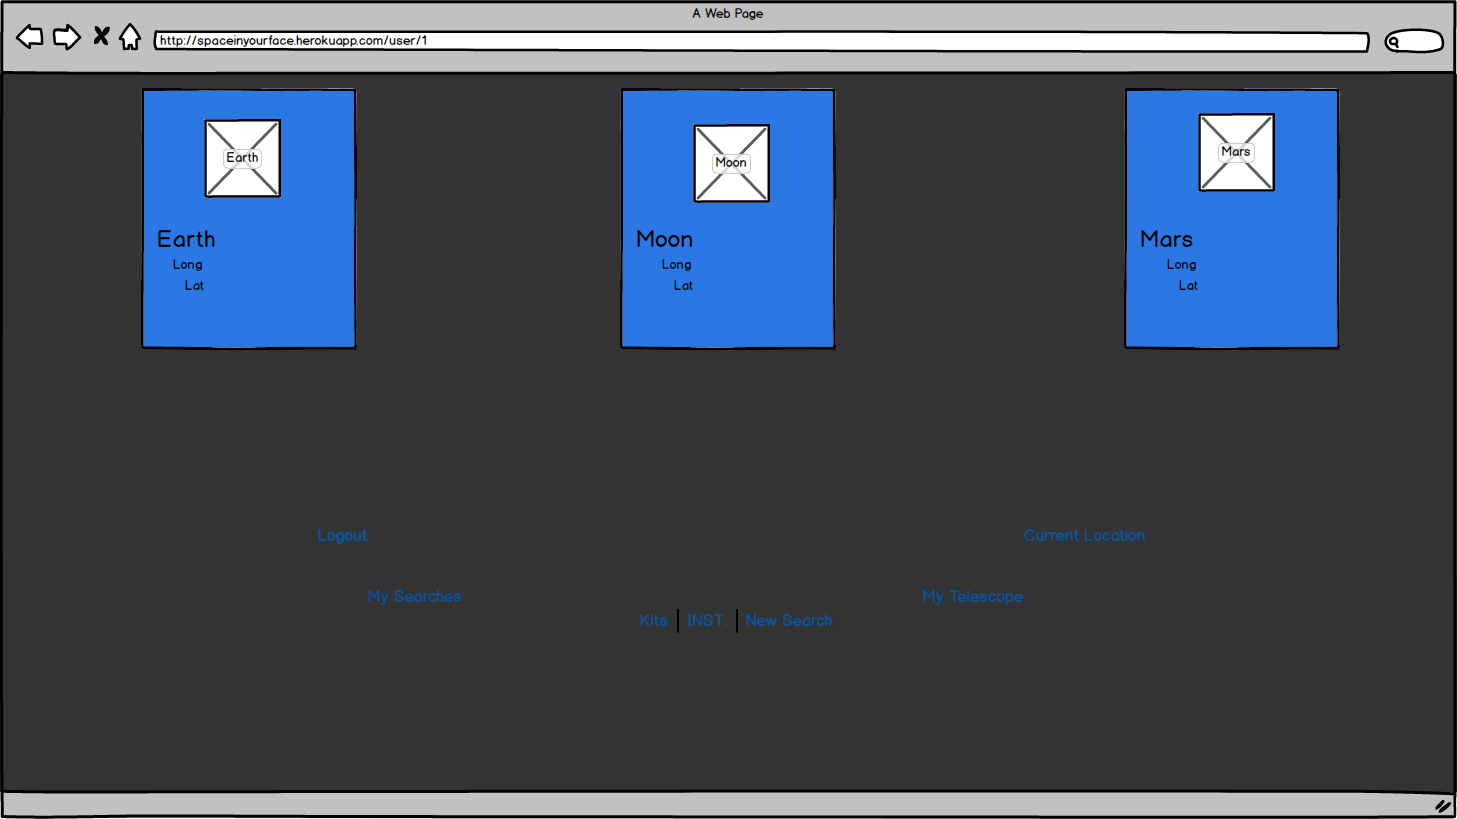 A Web Page
http://spaceinyourface.herokuapp.com/user/1
Earth
Moon
Mars
Earth
Long
Lat
Moon
Long
Lat
Mars
Long
Lat
Logout
Current Location
My Searches
My Telescope
Kits | INST. | New Search